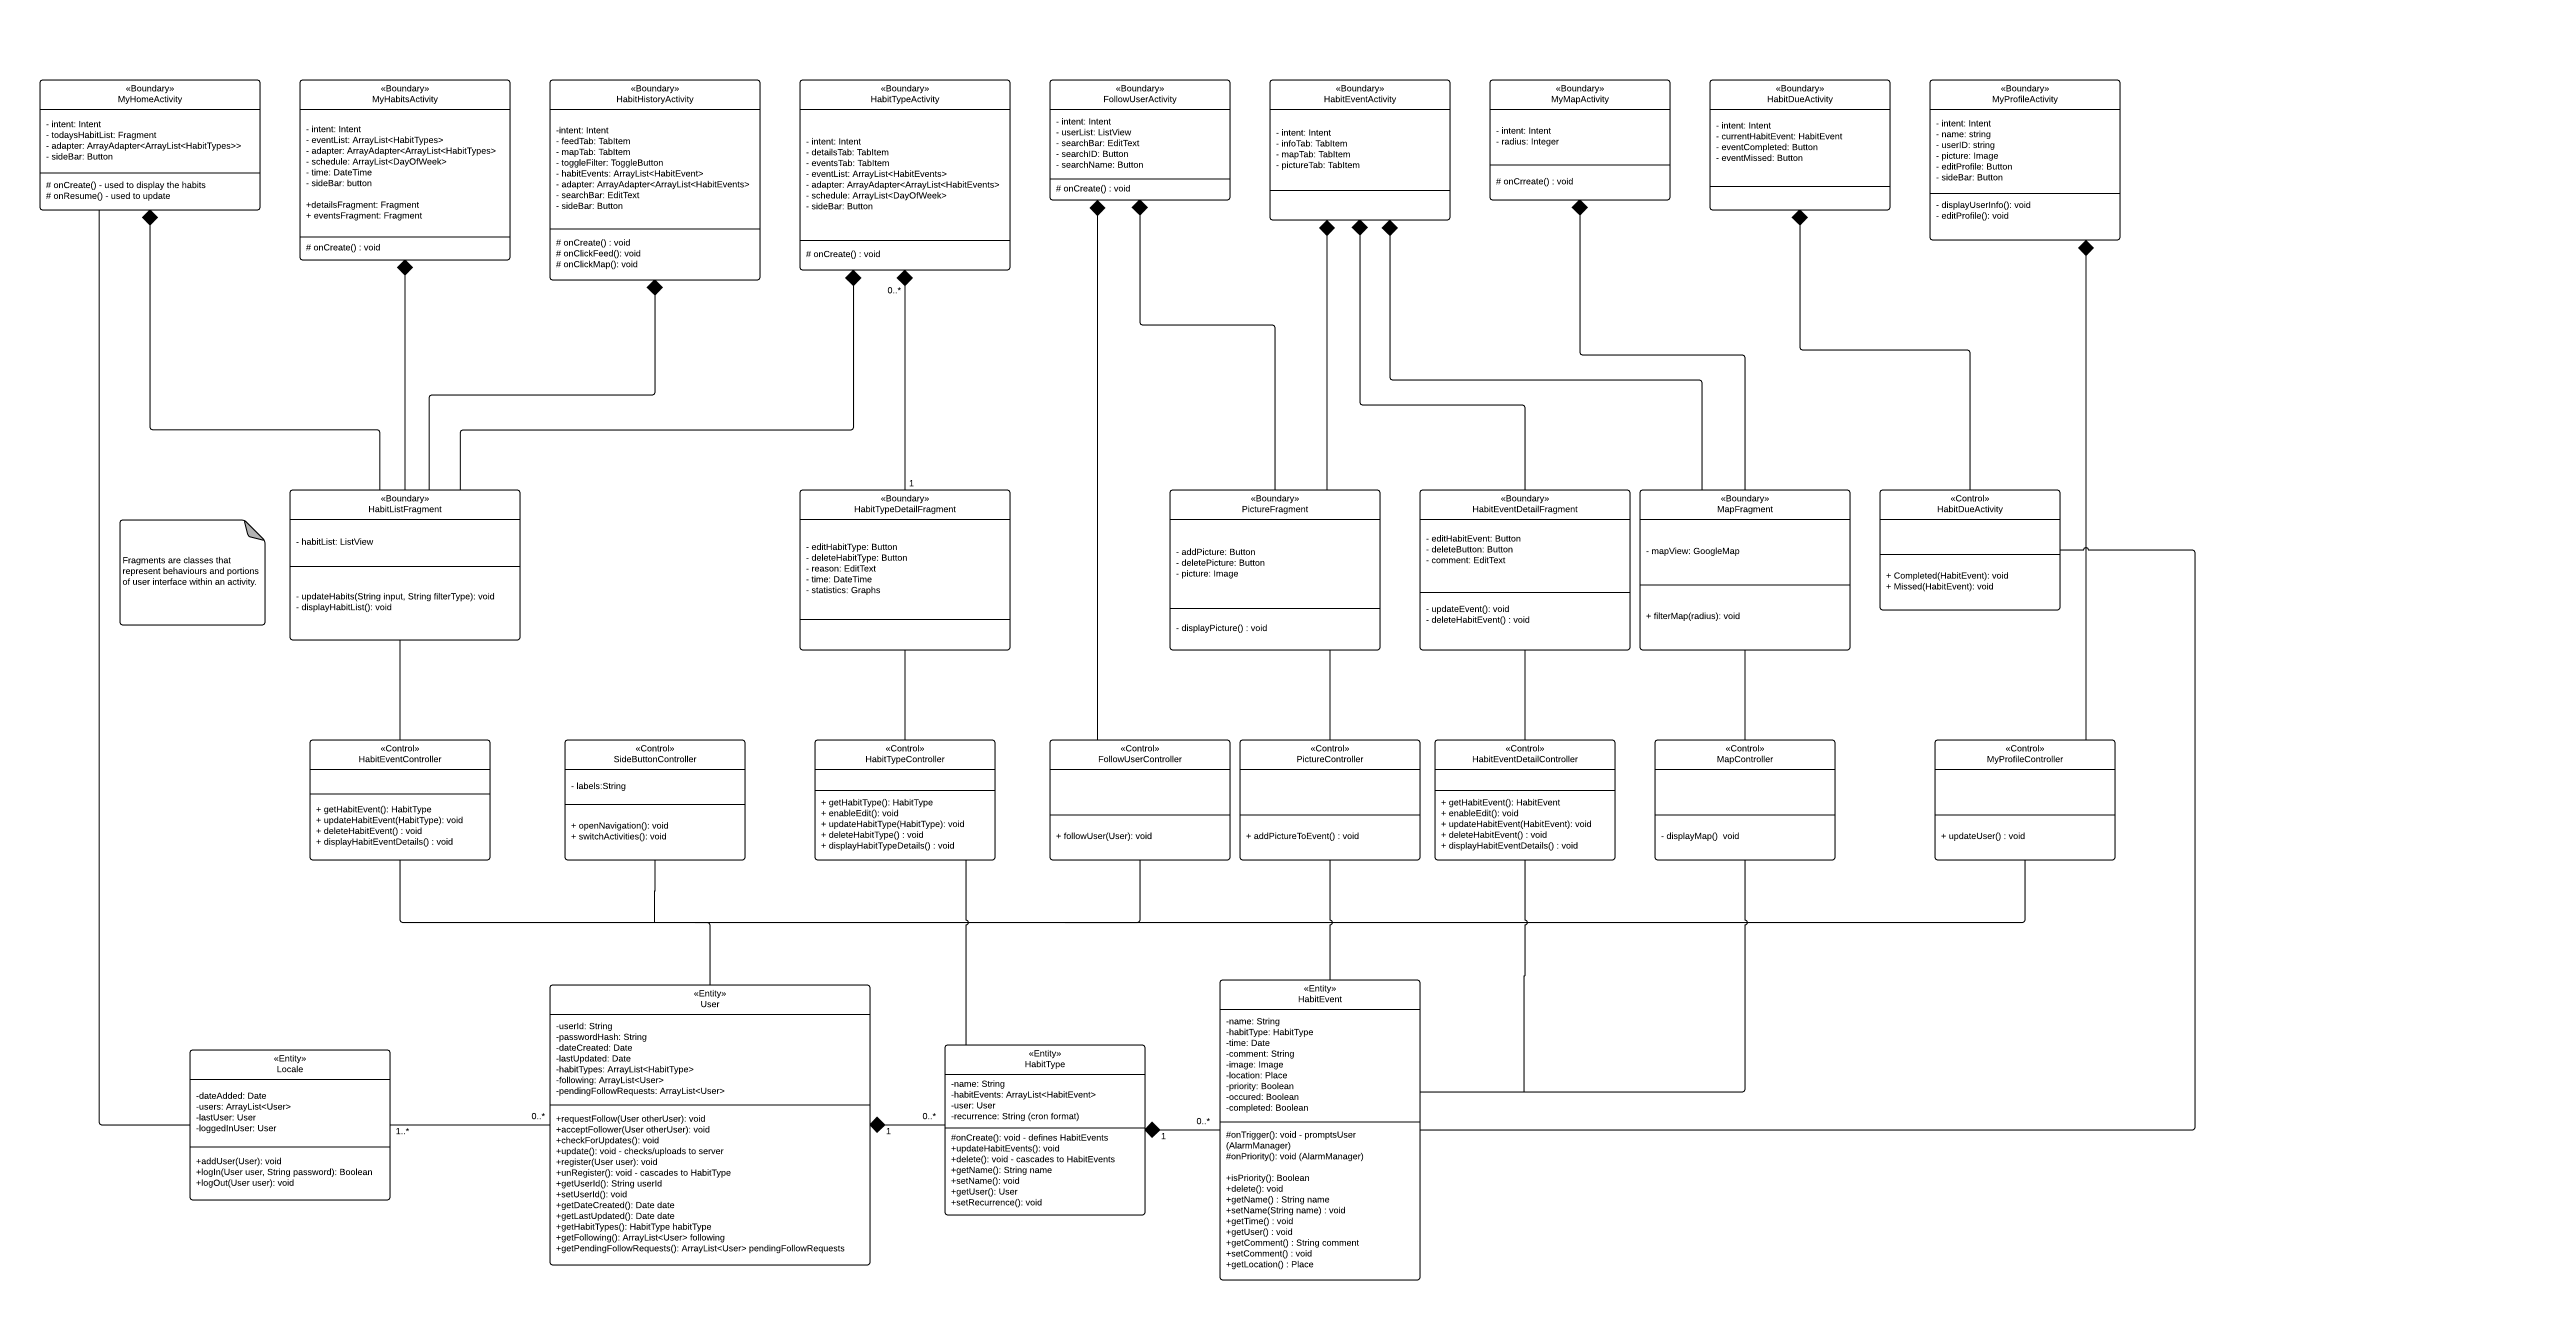 «Boundary»
MyHomeActivity
- intent: Intent
- todaysHabitList: Fragment
- adapter: ArrayAdapter<ArrayList<HabitTypes>>
- sideBar: Button
# onCreate() - used to display the habits
# onResume() - used to update
«Boundary»
MyHabitsActivity
- intent: Intent
- eventList: ArrayList<HabitTypes>
- adapter: ArrayAdapter<ArrayList<HabitTypes>
- schedule: ArrayList<DayOfWeek>
- time: DateTime
- sideBar: button
+detailsFragment: Fragment
+ eventsFragment: Fragment
# onCreate() : void
«Boundary»
HabitHistoryActivity
-intent: Intent
- feedTab: TabItem
- mapTab: TabItem
- toggleFilter: ToggleButton
- habitEvents: ArrayList<HabitEvent>
- adapter: ArrayAdapter<ArrayList<HabitEvents>
- searchBar: EditText
- sideBar: Button
# onCreate() : void
# onClickFeed(): void
# onClickMap(): void
«Boundary»
HabitTypeActivity
- intent: Intent
- detailsTab: TabItem
- eventsTab: TabItem
- eventList: ArrayList<HabitEvents>
- adapter: ArrayAdapter<ArrayList<HabitEvents>
- schedule: ArrayList<DayOfWeek>
- sideBar: Button
# onCreate() : void
«Boundary»
FollowUserActivity
- intent: Intent
- userList: ListView
- searchBar: EditText
- searchID: Button
- searchName: Button
# onCreate() : void
«Boundary»
HabitEventActivity
- intent: Intent
- infoTab: TabItem
- mapTab: TabItem
- pictureTab: TabItem
«Boundary»
MyMapActivity
- intent: Intent
- radius: Integer
# onCrreate() : void
«Boundary»
HabitDueActivity
- intent: Intent
- currentHabitEvent: HabitEvent
- eventCompleted: Button
- eventMissed: Button
«Boundary»
MyProfileActivity
- intent: Intent
- name: string
- userID: string
- picture: Image
- editProfile: Button
- sideBar: Button
- displayUserInfo(): void
- editProfile(): void
0..*
1
Fragments are classes that
represent behaviours and portions
of user interface within an activity.
«Boundary»
HabitListFragment
- habitList: ListView
- updateHabits(String input, String filterType): void
- displayHabitList(): void
«Boundary»
HabitTypeDetailFragment
- editHabitType: Button
- deleteHabitType: Button
- reason: EditText
- time: DateTime
- statistics: Graphs
«Boundary»
PictureFragment
- addPicture: Button
- deletePicture: Button
- picture: Image
- displayPicture() : void
«Boundary»
HabitEventDetailFragment
- editHabitEvent: Button
- deleteButton: Button
- comment: EditText
- updateEvent(): void
- deleteHabitEvent() : void
«Boundary»
MapFragment
- mapView: GoogleMap
+ filterMap(radius): void
«Control»
HabitDueActivity
+ Completed(HabitEvent): void
+ Missed(HabitEvent): void
«Control»
HabitEventController
+ getHabitEvent(): HabitType
+ updateHabitEvent(HabitType): void
+ deleteHabitEvent() : void
+ displayHabitEventDetails() : void
«Control»
SideButtonController
- labels:String
+ openNavigation(): void
+ switchActivities(): void
«Control»
HabitTypeController
+ getHabitType(): HabitType
+ enableEdit(): void
+ updateHabitType(HabitType): void
+ deleteHabitType() : void
+ displayHabitTypeDetails() : void
«Control»
FollowUserController
+ followUser(User): void
«Control»
PictureController
+ addPictureToEvent() : void
«Control»
HabitEventDetailController
+ getHabitEvent(): HabitEvent
+ enableEdit(): void
+ updateHabitEvent(HabitEvent): void
+ deleteHabitEvent() : void
+ displayHabitEventDetails() : void
«Control»
MapController
- displayMap()  void
«Control»
MyProfileController
+ updateUser() : void
«Entity»
Locale
-dateAdded: Date
-users: ArrayList<User>
-lastUser: User
-loggedInUser: User
+addUser(User): void
+logIn(User user, String password): Boolean
+logOut(User user): void
1..*
0..*
«Entity»
User
-userId: String
-passwordHash: String
-dateCreated: Date
-lastUpdated: Date
-habitTypes: ArrayList<HabitType>
-following: ArrayList<User>
-pendingFollowRequests: ArrayList<User>
+requestFollow(User otherUser): void
+acceptFollower(User otherUser): void
+checkForUpdates(): void
+update(): void - checks/uploads to server
+register(User user): void
+unRegister(): void - cascades to HabitType
+getUserId(): String userId
+setUserId(): void
+getDateCreated(): Date date
+getLastUpdated(): Date date
+getHabitTypes(): HabitType habitType
+getFollowing(): ArrayList<User> following
+getPendingFollowRequests(): ArrayList<User> pendingFollowRequests
1
0..*
«Entity»
HabitType
-name: String
-habitEvents: ArrayList<HabitEvent>
-user: User
-recurrence: String (cron format)
#onCreate(): void - defines HabitEvents
+updateHabitEvents(): void
+delete(): void - cascades to HabitEvents
+getName(): String name
+setName(): void
+getUser(): User
+setRecurrence(): void
1
0..*
«Entity»
HabitEvent
-name: String
-habitType: HabitType
-time: Date
-comment: String
-image: Image
-location: Place
-priority: Boolean
-occured: Boolean
-completed: Boolean
#onTrigger(): void - promptsUser
(AlarmManager)
#onPriority(): void (AlarmManager)
+isPriority(): Boolean
+delete(): void
+getName() : String name
+setName(String name) : void
+getTime() : void
+getUser() : void
+getComment() : String comment
+setComment() : void
+getLocation() : Place